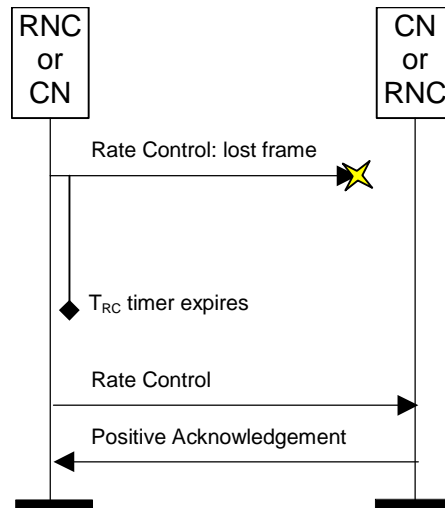 RNC
or
CN
CN
or
RNC
Rate Control: lost frame
TRC timer expires
Rate Control
Positive Acknowledgement